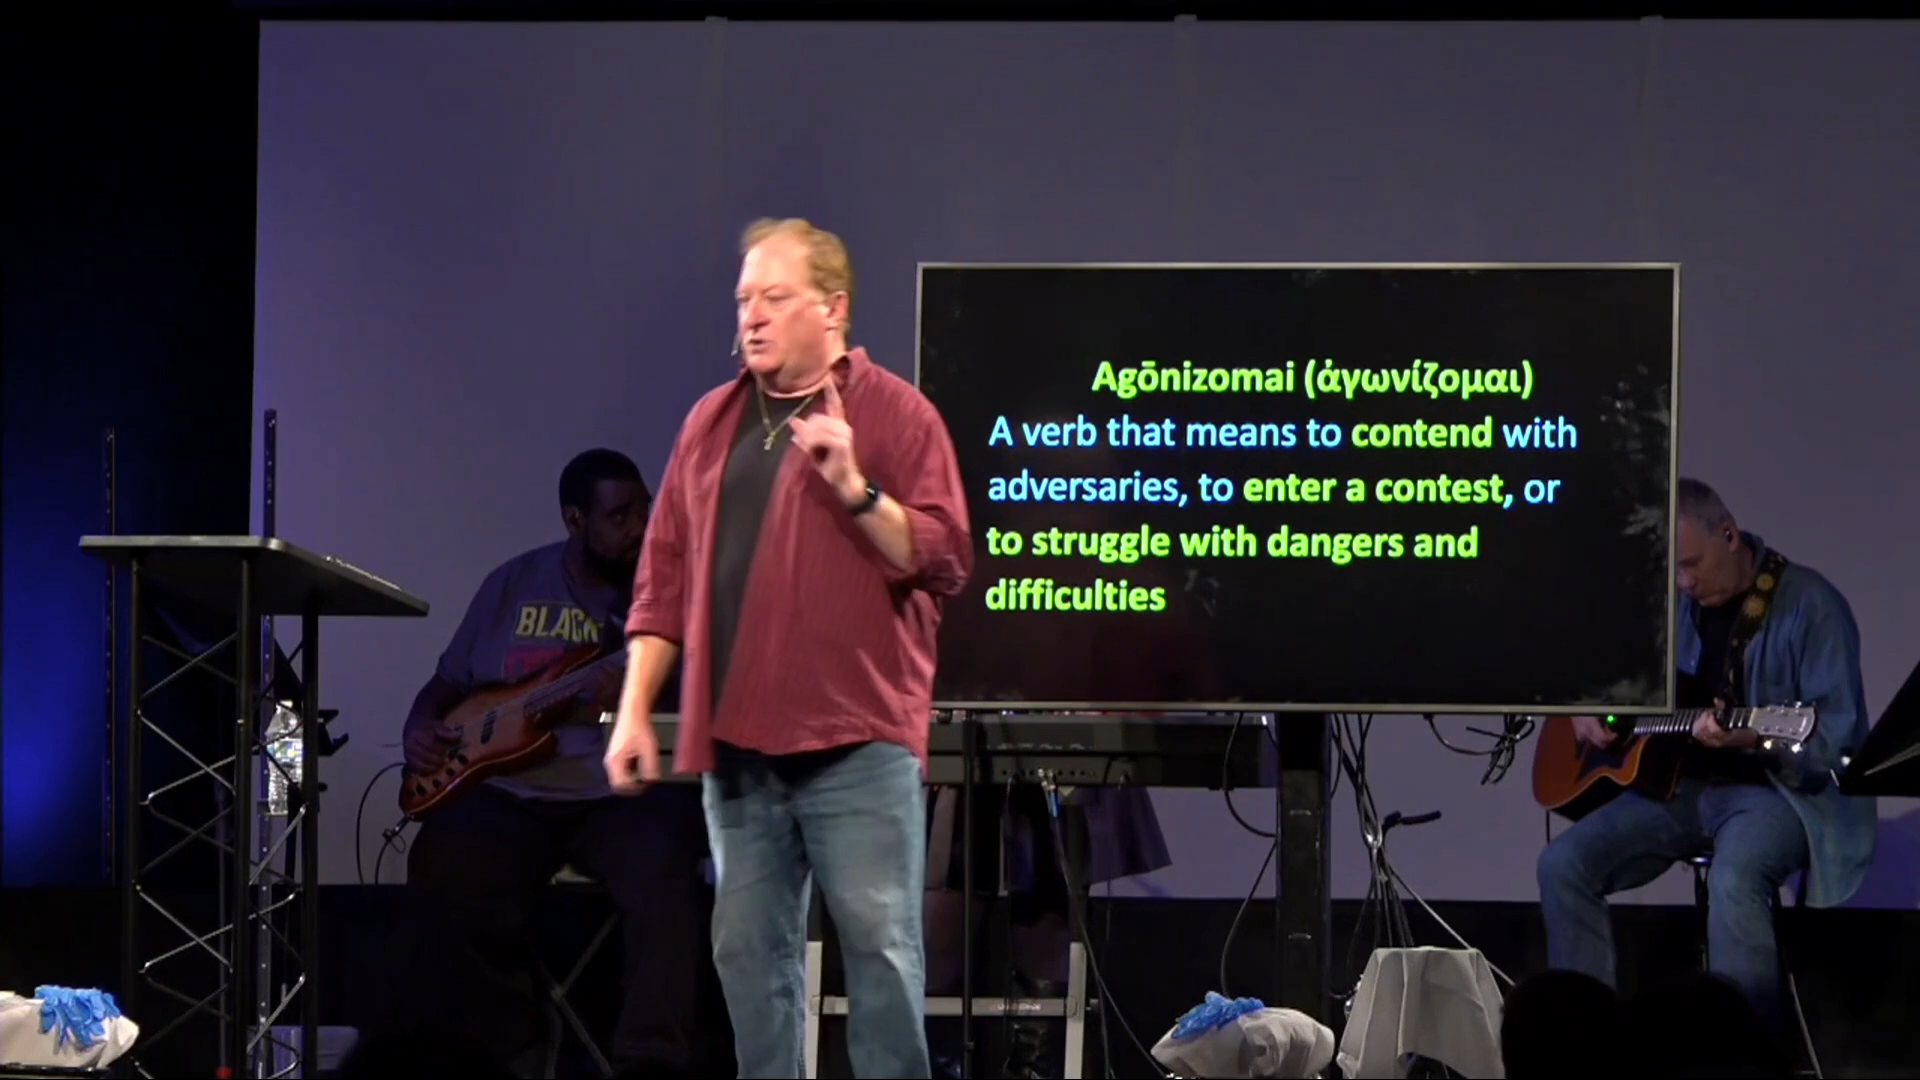 Agōnizomai (ἀγωνίζομαι)
A verb that means to contend with
adversaries, to enter a contest, or
to struggle with dangers and
difficulties
BLACK